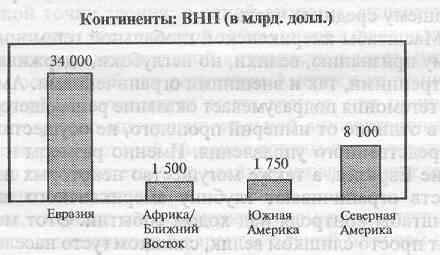 Континенты: ВНП (в млрд. долл.)
34 000
1 500
1 750
8 100
Евразия
Африка/
Ближний
Восток
Южная
Америка
Северная
Америка